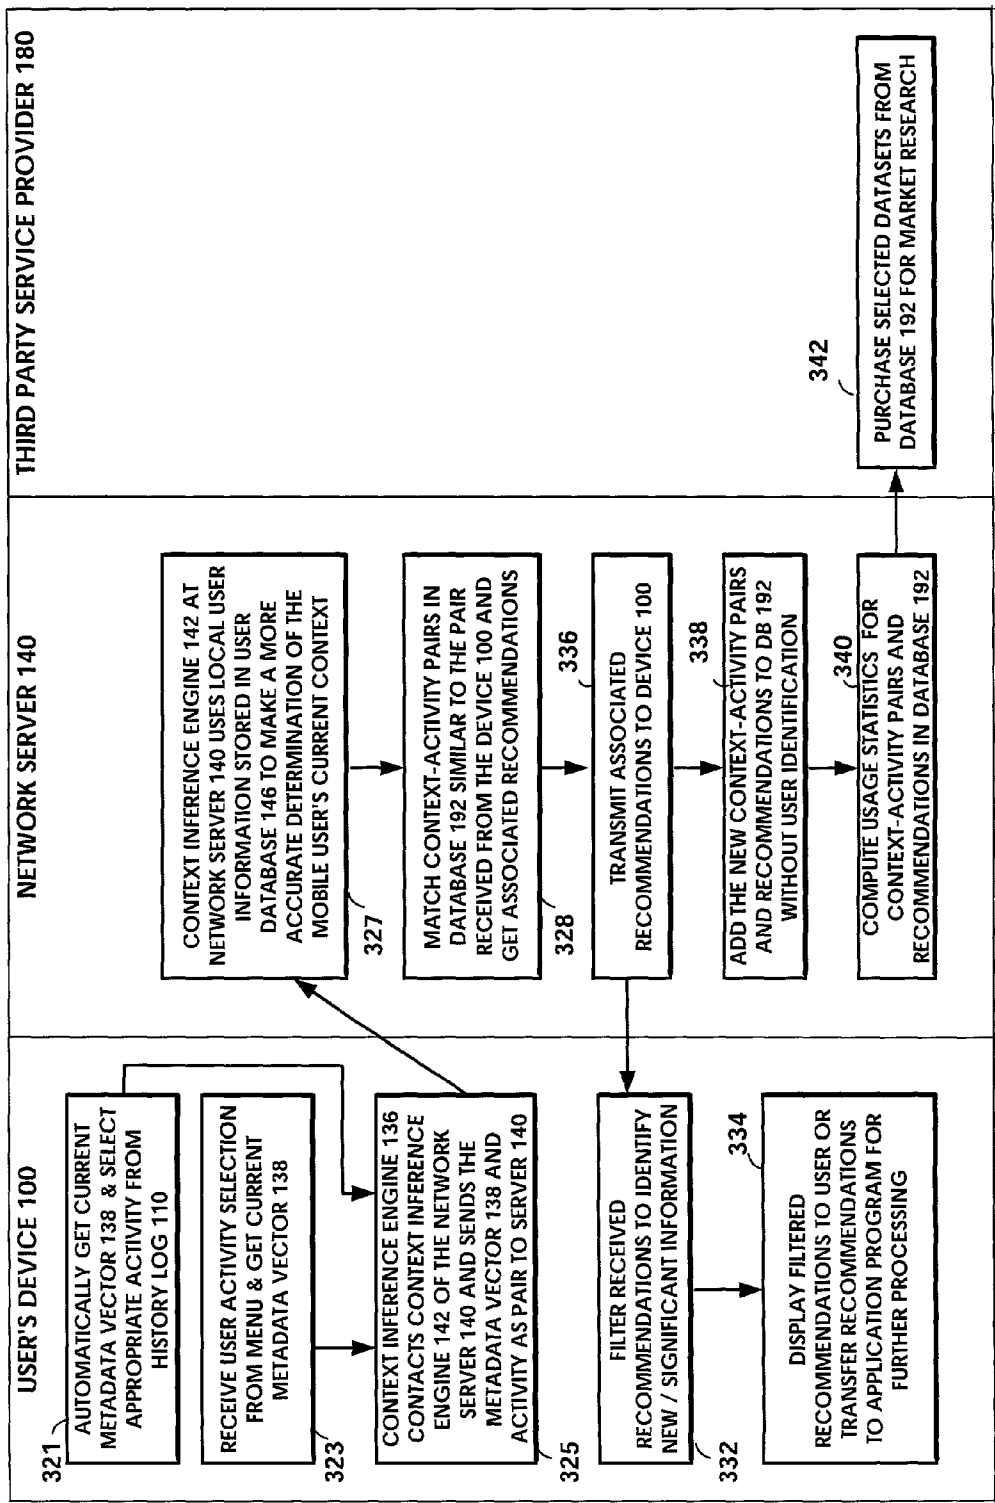 USER'S DEVICE 100
321
AUTOMATICALLY GET CURRENT
METADATA VECTOR 138 & SELECT
APPROPRIATE ACTIVITY FROM
HISTORY LOG 110
RECEIVE USER ACTIVITY SELECTION
FROM MENU & GET CURRENT
METADATA VECTOR 138
323
CONTEXT INFERENCE ENGINE 136
CONTACTS CONTEXT INFERENCE
ENGINE 142 OF THE NETWORK
SERVER 140 AND SENDS THE
METADATA VECTOR 138 AND
ACTIVITY AS PAIR TO SERVER 140
325
FILTER RECEIVED
RECOMMENDATIONS TO IDENTIFY
NEW / SIGNIFICANT INFORMATION
332
334
DISPLAY FILTERED
RECOMMENDATIONS TO USER OR
TRANSFER RECOMMENDATIONS
TO APPLICATION PROGRAM FOR
FURTHER PROCESSING
NETWORK SERVER 140
CONTEXT INFERENCE ENGINE 142 AT
NETWORK SERVER 140 USES LOCAL USER
INFORMATION STORED IN USER
DATABASE 146 TO MAKE A MORE
ACCURATE DETERMINATION OF THE
MOBILE USER'S CURRENT CONTEXT
327
MATCH CONTEXT-ACTIVITY PAIRS IN
DATABASE 192 SIMILAR TO THE PAIR
RECEIVED FROM THE DEVICE 100 AND
GET ASSOCIATED RECOMMENDATIONS
328
336
TRANSMIT ASSOCIATED
RECOMMENDATIONS TO DEVICE 100
338
ADD THE NEW CONTEXT-ACTIVITY PAIRS
AND RECOMMENDATIONS TO DB 192
WITHOUT USER IDENTIFICATION
340
COMPUTE USAGE STATISTICS FOR
CONTEXT-ACTIVITY PAIRS AND
RECOMMENDATIONS IN DATABASE 192
THIRD PARTY SERVICE PROVIDER 180
342
PURCHASE SELECTED DATASETS FROM
DATABASE 192 FOR MARKET RESEARCH